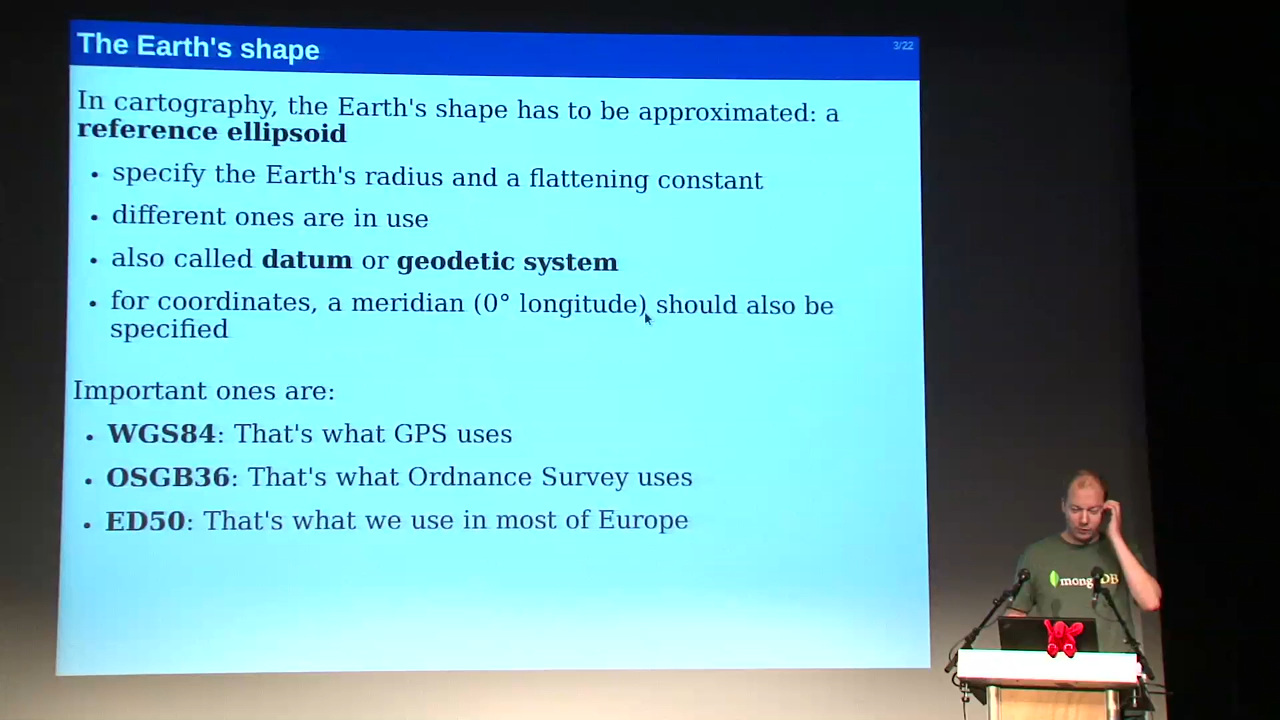 The Earth's shape
3/22
In cartography, the Earth's shape has to be approximated: a
reference ellipsoid
• specify the Earth's radius and a flattening constant
• different ones are in use
• also called datum or geodetic system
• for coordinates, a meridian (0° longitude) should also be
specified
Important ones are:
• WGS84: That's what GPS uses
• OSGB36: That's what Ordnance Survey uses
• ED50: That's what we use in most of Europe
mongoDB